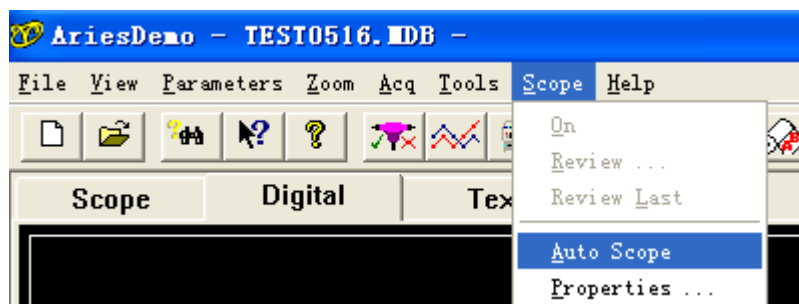 AriesDemo - TEST0516.MDB -
File View Parameters Zoom Acq Tools Scope Help
On
Review ...
Scope Digital Tex
Review Last
Auto Scope
Properties ...